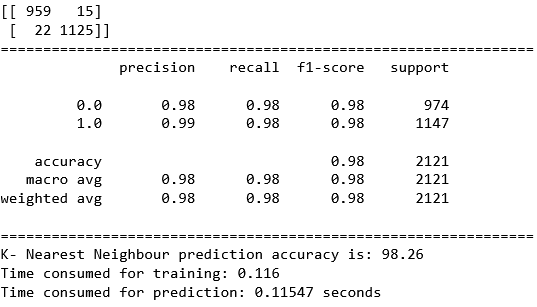 [[ 959   15]
 [  22 1125]]
================================================================
              precision    recall  f1-score   support

         0.0       0.98      0.98      0.98       974
         1.0       0.99      0.98      0.98      1147

    accuracy                           0.98      2121
   macro avg       0.98      0.98      0.98      2121
weighted avg       0.98      0.98      0.98      2121

================================================================
K- Nearest Neighbour prediction accuracy is: 98.26
Time consumed for training: 0.116
Time consumed for prediction: 0.11547 seconds